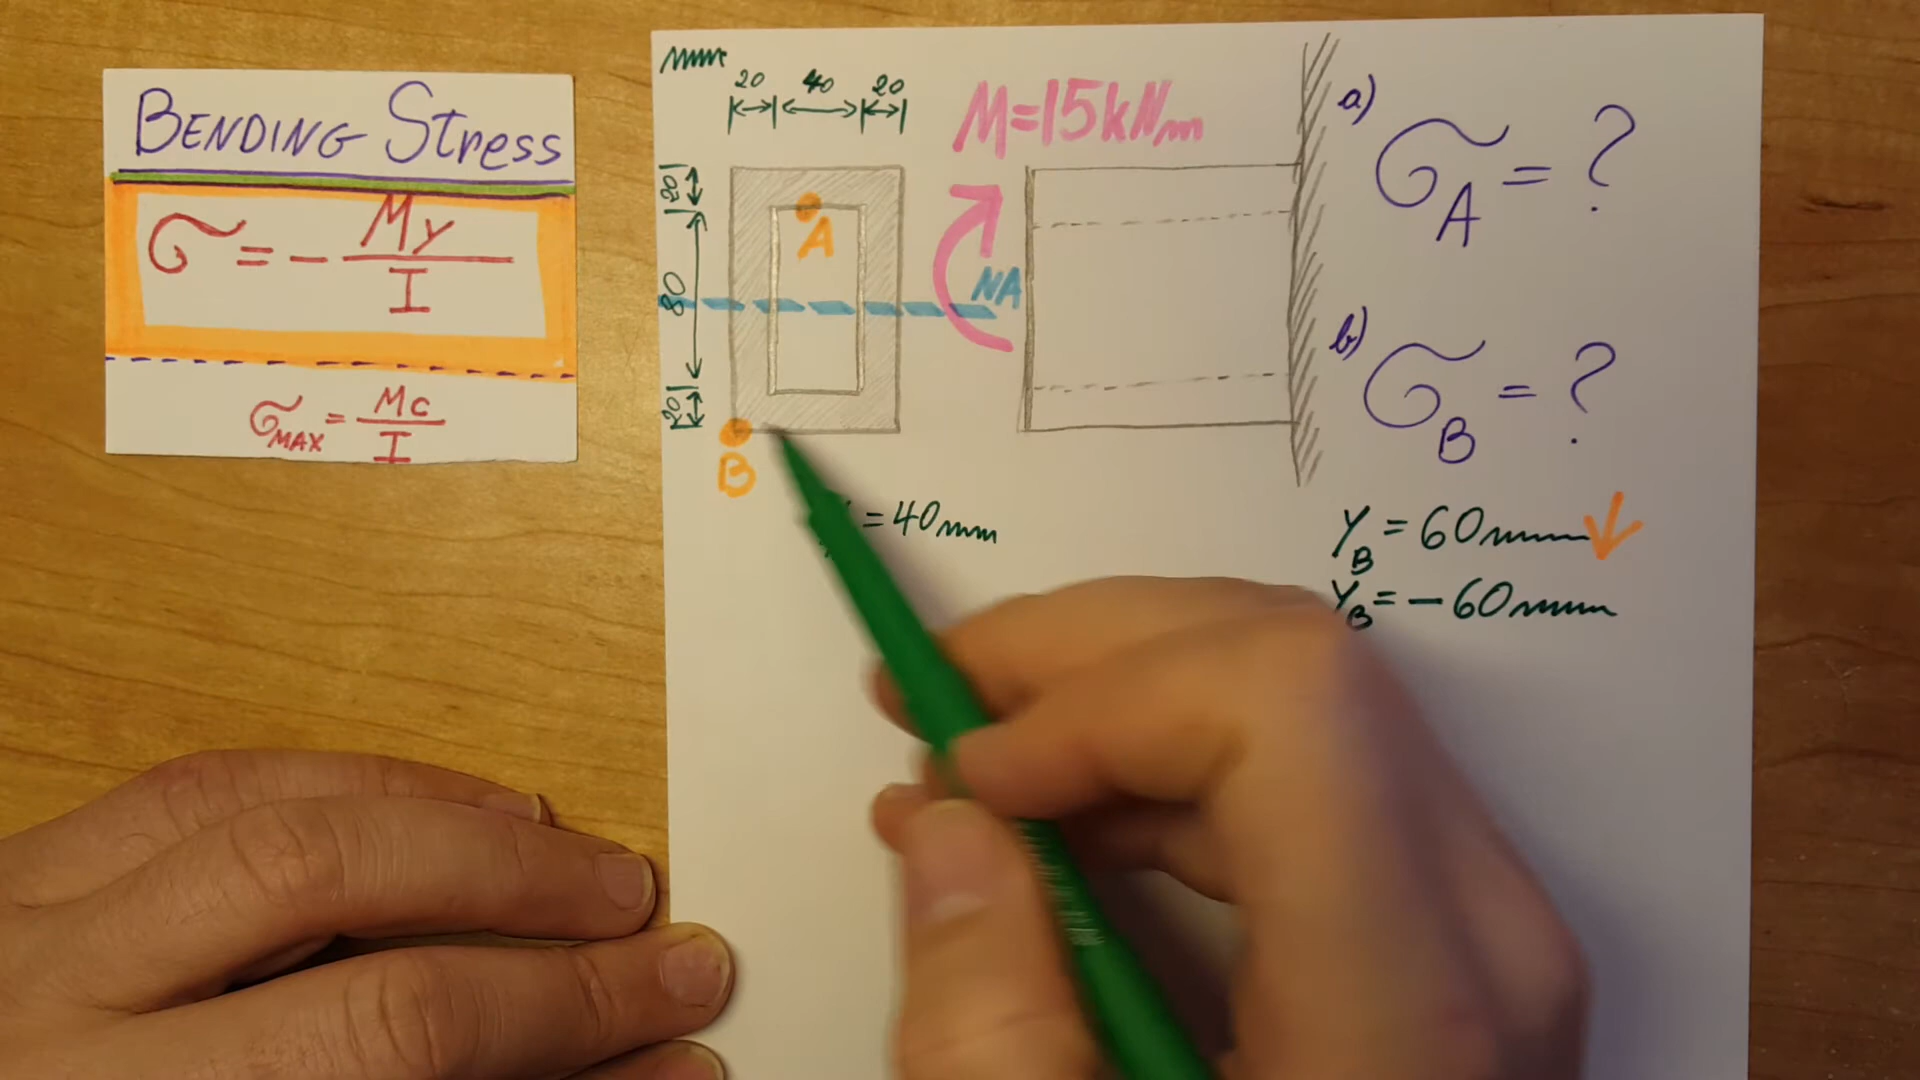 BENDING Stress
σ = - My / I
σMAX = Mc / I
mm
20 40 20
M=15kNm
20
80
20
A
NA
B
a)
σA = ?
b)
σB = ?
= 40mm
yB = 60mm ↓
yB = -60mm